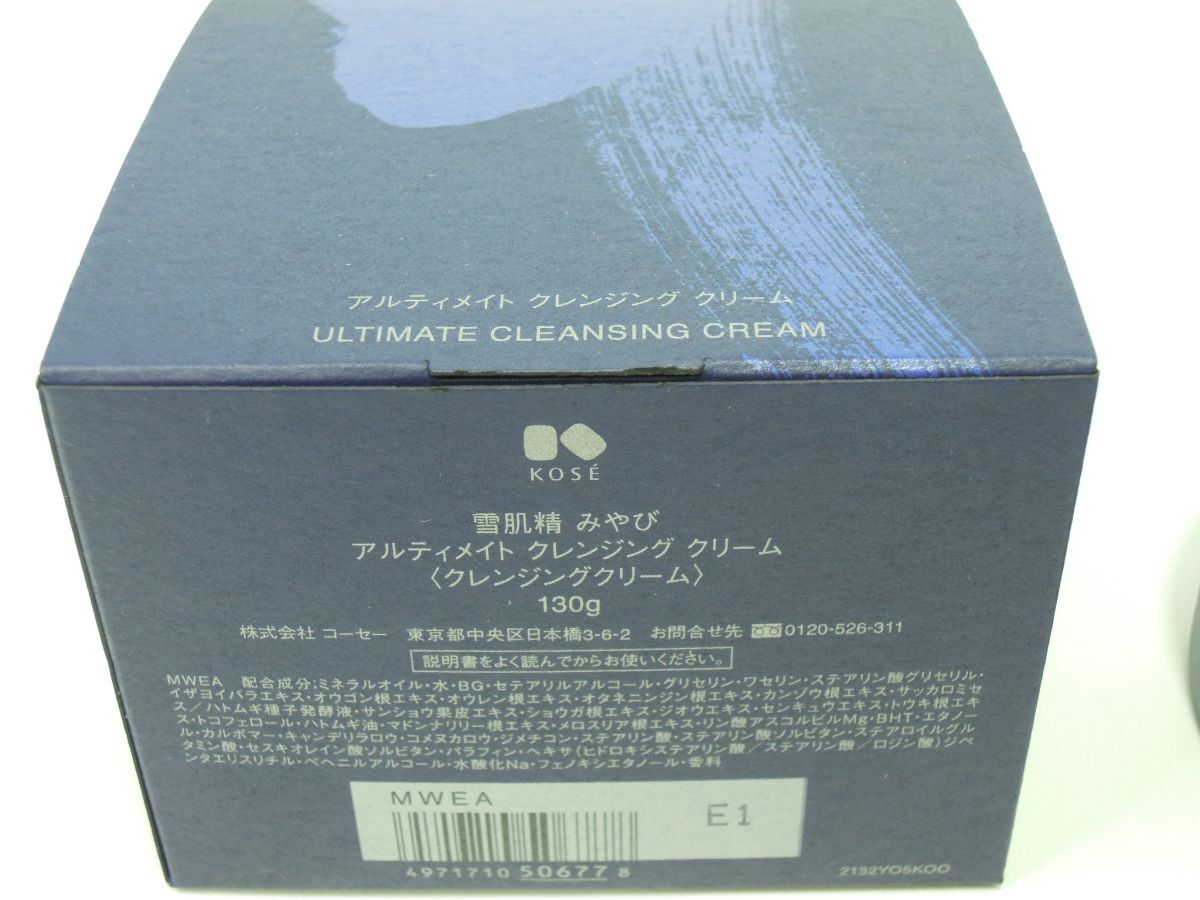 アルティメイト クレンジング クリーム
ULTIMATE CLEANSING CREAM
KOSÉ
雪肌精 みやび
アルティメイト クレンジング クリーム
〈クレンジングクリーム〉
130g
株式会社 コーセー 東京都中央区日本橋3-6-2 お問合せ先 0120-526-311
説明書をよく読んでからお使いください。
MWEA 配合成分:ミネラルオイル・水・BG・セテアリルアルコール・グリセリン・ワセリン・ステアリン酸グリセリル・
イザヨイバラエキス・オウゴン根エキス・オウレン根エキス・オタネニンジン根エキス・カンゾウ根エキス・サッカロミセ
ス/ハトムギ種子発酵液・サンショウ果皮エキス・ショウガ根エキス・ジオウエキス・センキュウエキス・トウキ根エキ
ス・トコフェロール・ハトムギ油・マドンナリリー根エキス・メロスリア根エキス・リン酸アスコルビルMg・BHT・エタノー
ル・カルボマー・キャンデリラロウ・コメヌカロウ・ジメチコン・ステアリン酸・ステアリン酸ソルビタン・ステアロイルグル
タミン酸・セスキオレイン酸ソルビタン・パラフィン・ヘキサ(ヒドロキシステアリン酸/ステアリン酸/ロジン酸)ジペ
ンタエリスリチル・ベヘニルアルコール・水酸化Na・フェノキシエタノール・香料
MWEA
E1
4971710 50677 8
2132YO5KOO